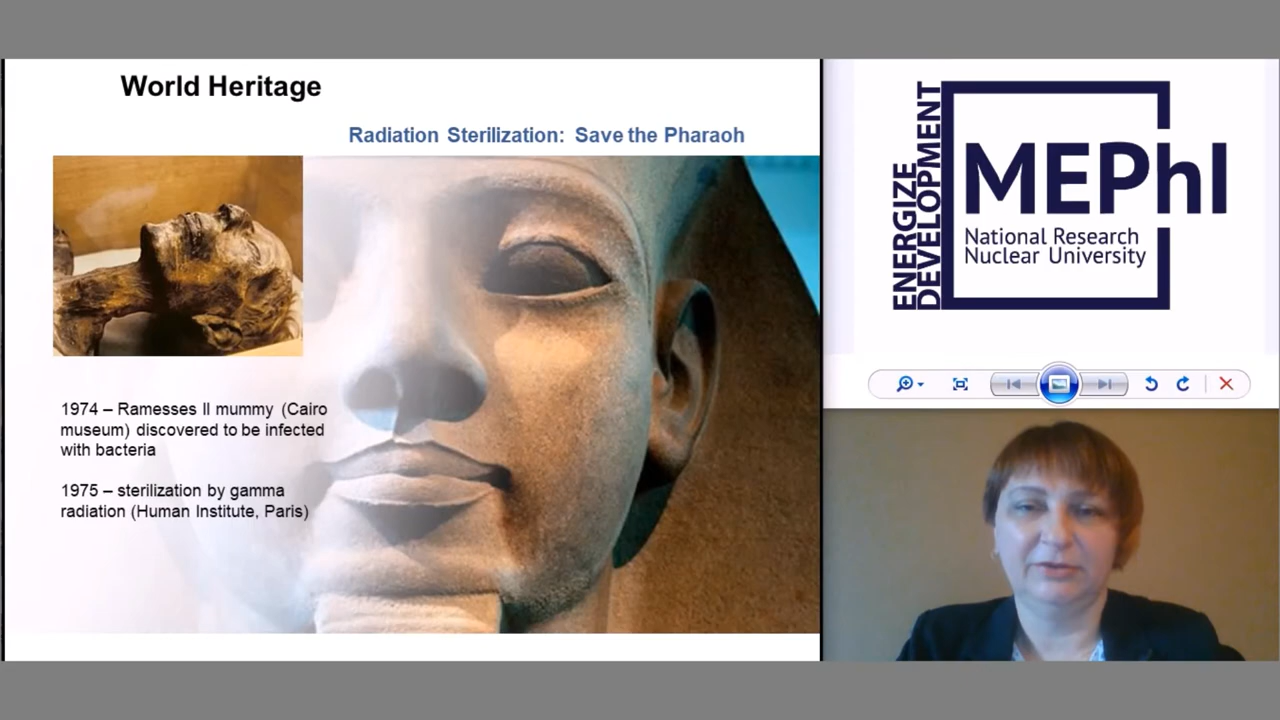 World Heritage
Radiation Sterilization: Save the Pharaoh
1974 – Ramesses II mummy (Cairo
museum) discovered to be infected
with bacteria
1975 – sterilization by gamma
radiation (Human Institute, Paris)
ENERGIZE
DEVELOPMENT
MEPhI
National Research
Nuclear University